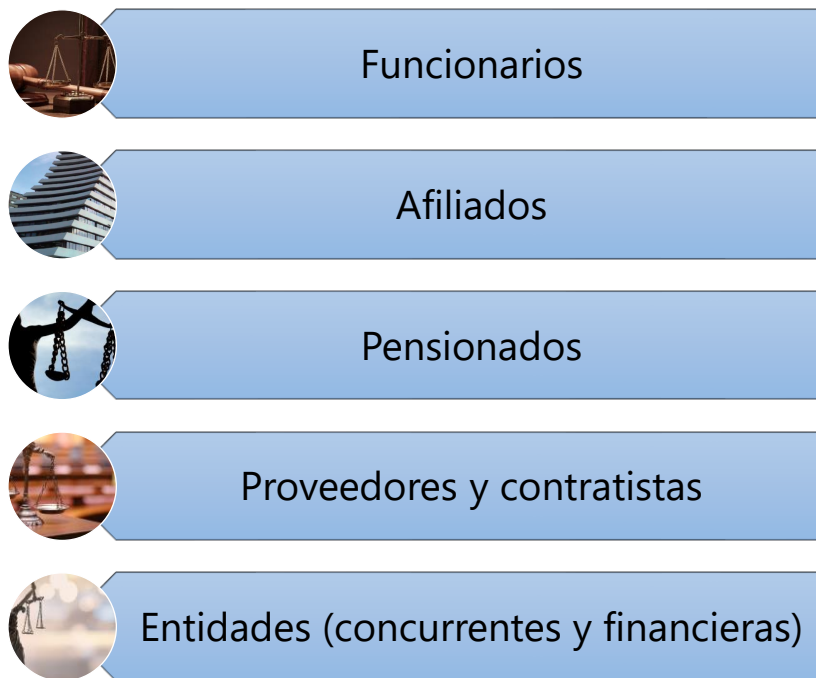 Funcionarios
Afiliados
Pensionados
Proveedores y contratistas
Entidades (concurrentes y financieras)